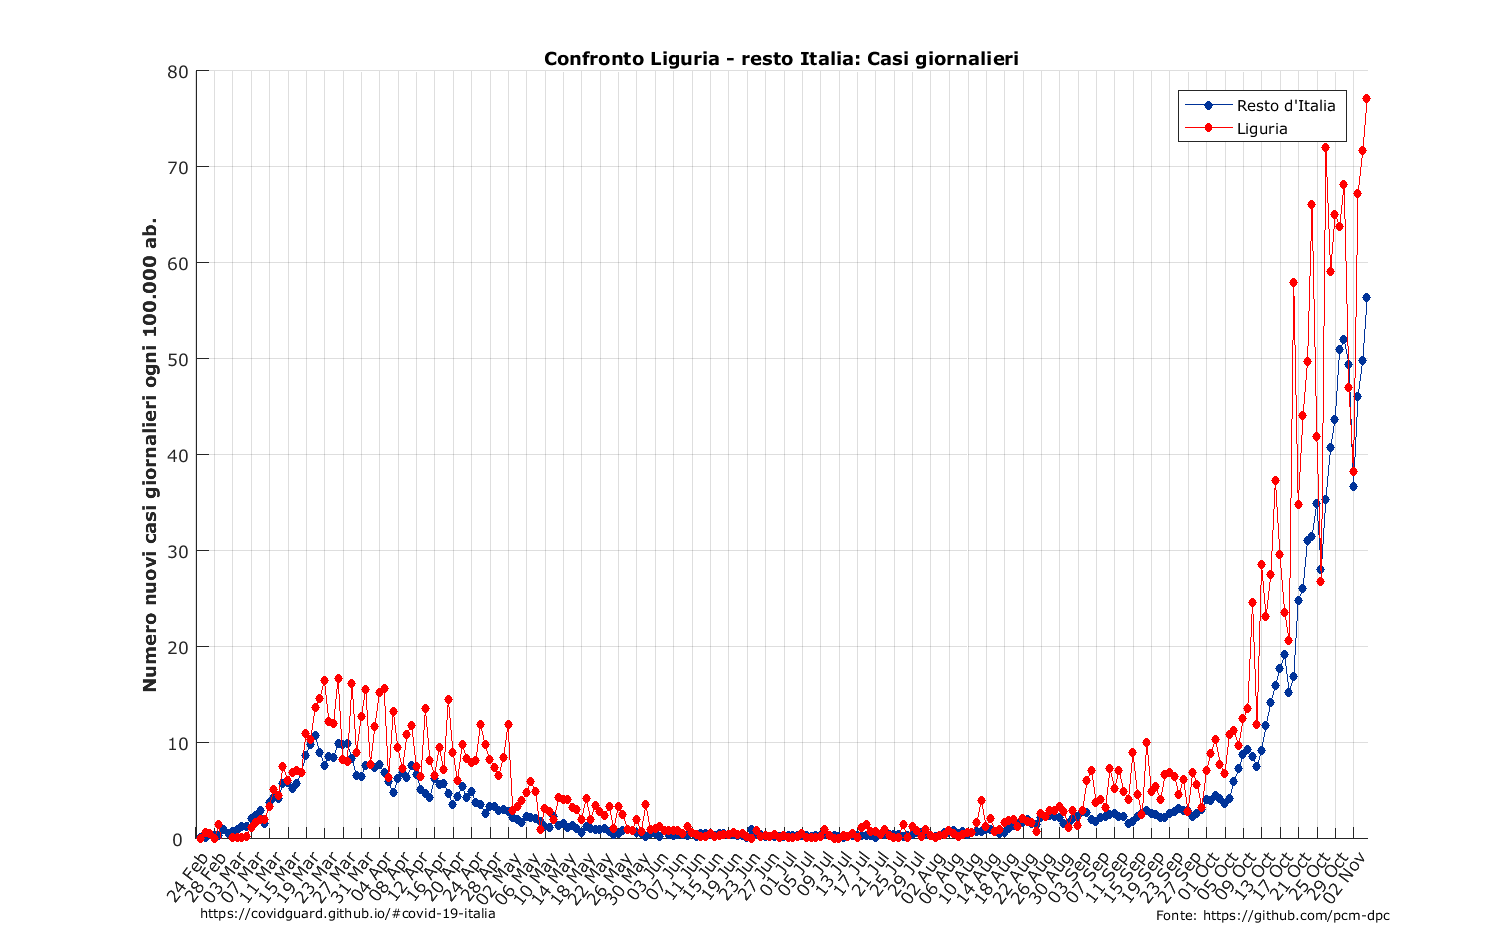 Confronto Liguria - resto Italia: Casi giornalieri
Resto d'Italia
Liguria
Numero nuovi casi giornalieri ogni 100.000 ab.
80
70
60
50
40
30
20
10
0
24 Feb
28 Feb
03 Mar
07 Mar
11 Mar
15 Mar
19 Mar
23 Mar
27 Mar
31 Mar
04 Apr
08 Apr
12 Apr
16 Apr
20 Apr
24 Apr
28 Apr
02 May
06 May
10 May
14 May
18 May
22 May
26 May
30 May
03 Jun
07 Jun
11 Jun
15 Jun
19 Jun
23 Jun
27 Jun
01 Jul
05 Jul
09 Jul
13 Jul
17 Jul
21 Jul
25 Jul
29 Jul
02 Aug
06 Aug
10 Aug
14 Aug
18 Aug
22 Aug
26 Aug
30 Aug
03 Sep
07 Sep
11 Sep
15 Sep
19 Sep
23 Sep
27 Sep
01 Oct
05 Oct
09 Oct
13 Oct
17 Oct
21 Oct
25 Oct
29 Oct
02 Nov
https://covidguard.github.io/#covid-19-italia
Fonte: https://github.com/pcm-dpc